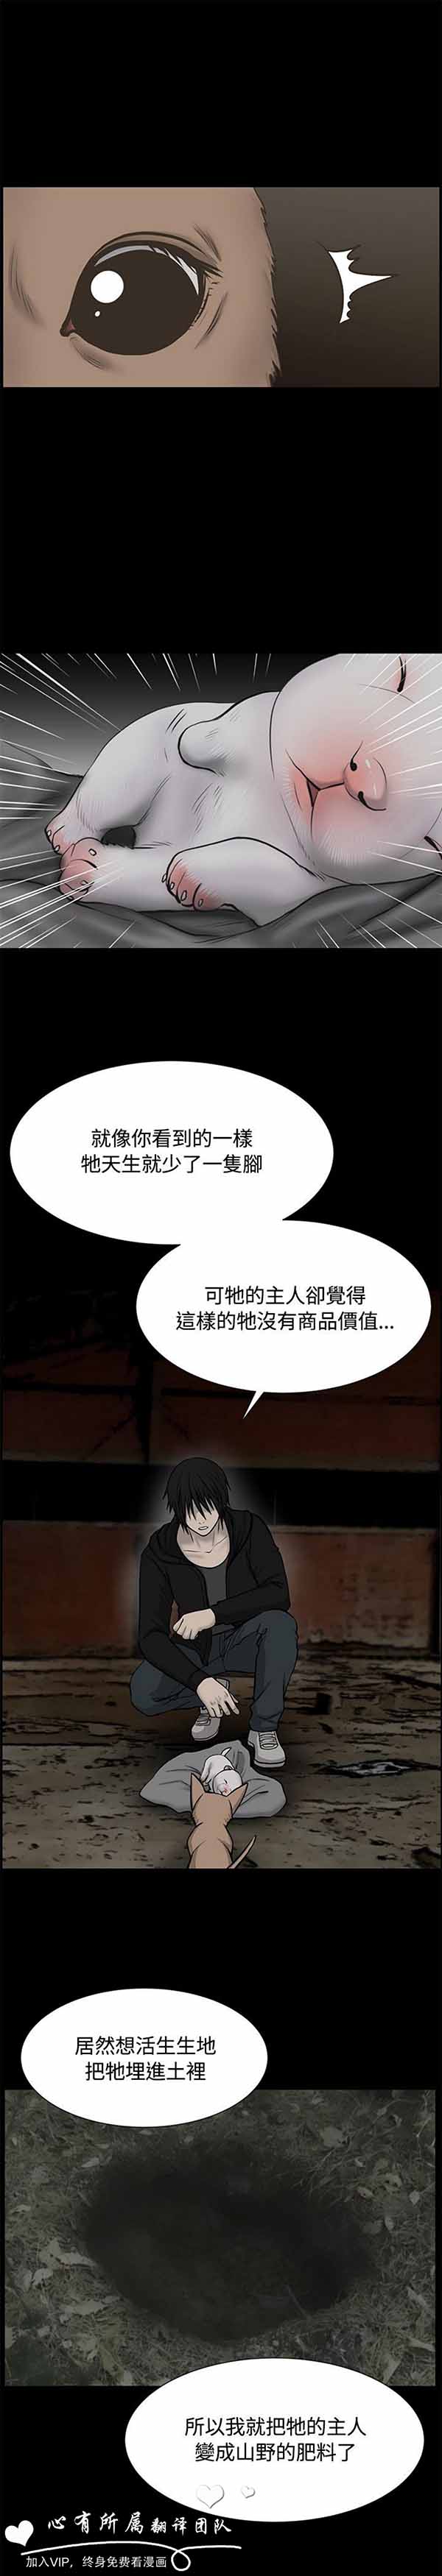 就像你看到的一樣
牠天生就少了一隻腳
可牠的主人卻覺得
這樣的牠沒有商品價值...
居然想活生生地
把牠埋進土裡
所以我就把牠的主人
變成山野的肥料了
心有所属翻译团队
加入VIP，终身免费看漫画